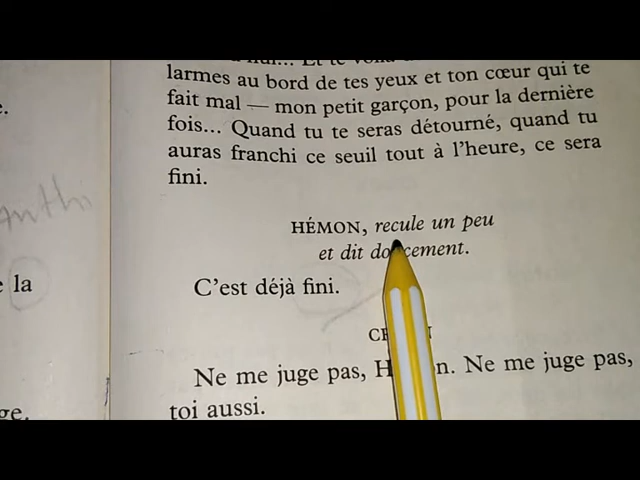 larmes au bord de tes yeux et ton cœur qui te
fait mal — mon petit garçon, pour la dernière
fois... Quand tu te seras détourné, quand tu
auras franchi ce seuil tout à l'heure, ce sera
fini.
HÉMON, recule un peu
et dit doucement.
C'est déjà fini.
Ne me juge pas, Hémon. Ne me juge pas,
toi aussi.
la